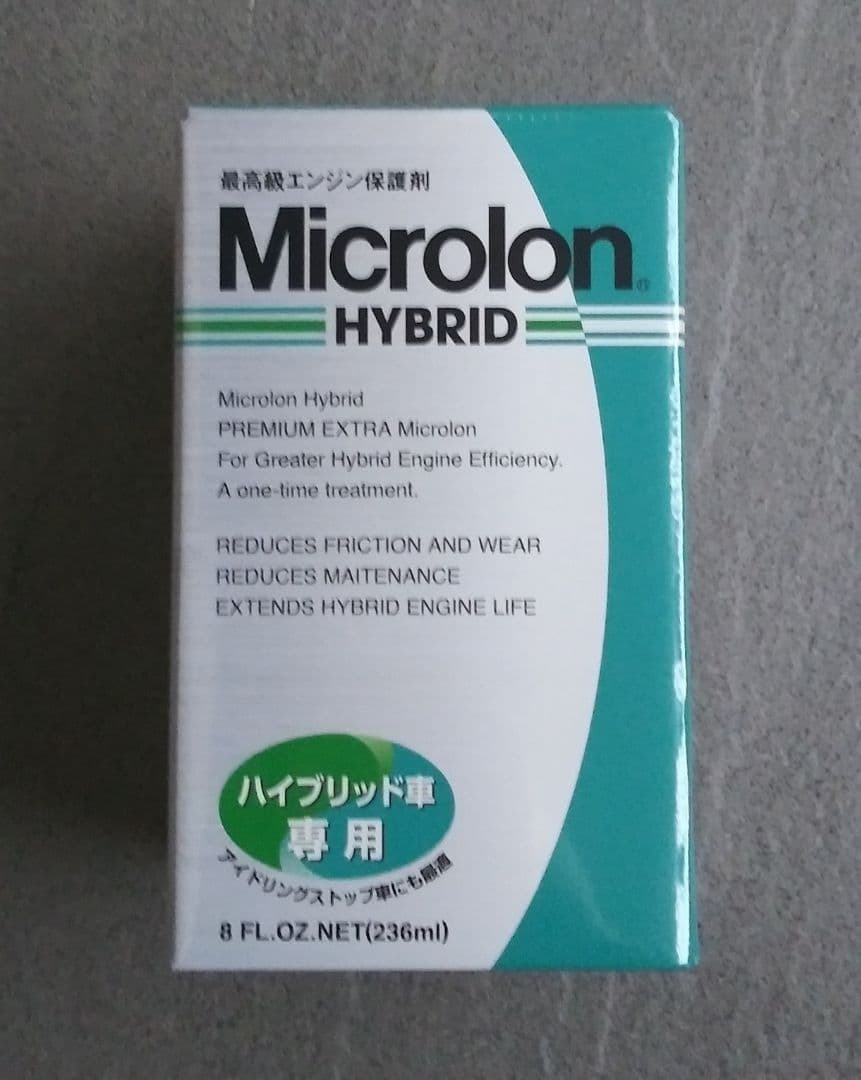 最高級エンジン保護剤
Microlon®
HYBRID
Microlon Hybrid
PREMIUM EXTRA Microlon
For Greater Hybrid Engine Efficiency.
A one-time treatment.
REDUCES FRICTION AND WEAR
REDUCES MAITENANCE
EXTENDS HYBRID ENGINE LIFE
ハイブリッド車
専用
アイドリングストップ車にも最適
8 FL.OZ.NET(236ml)